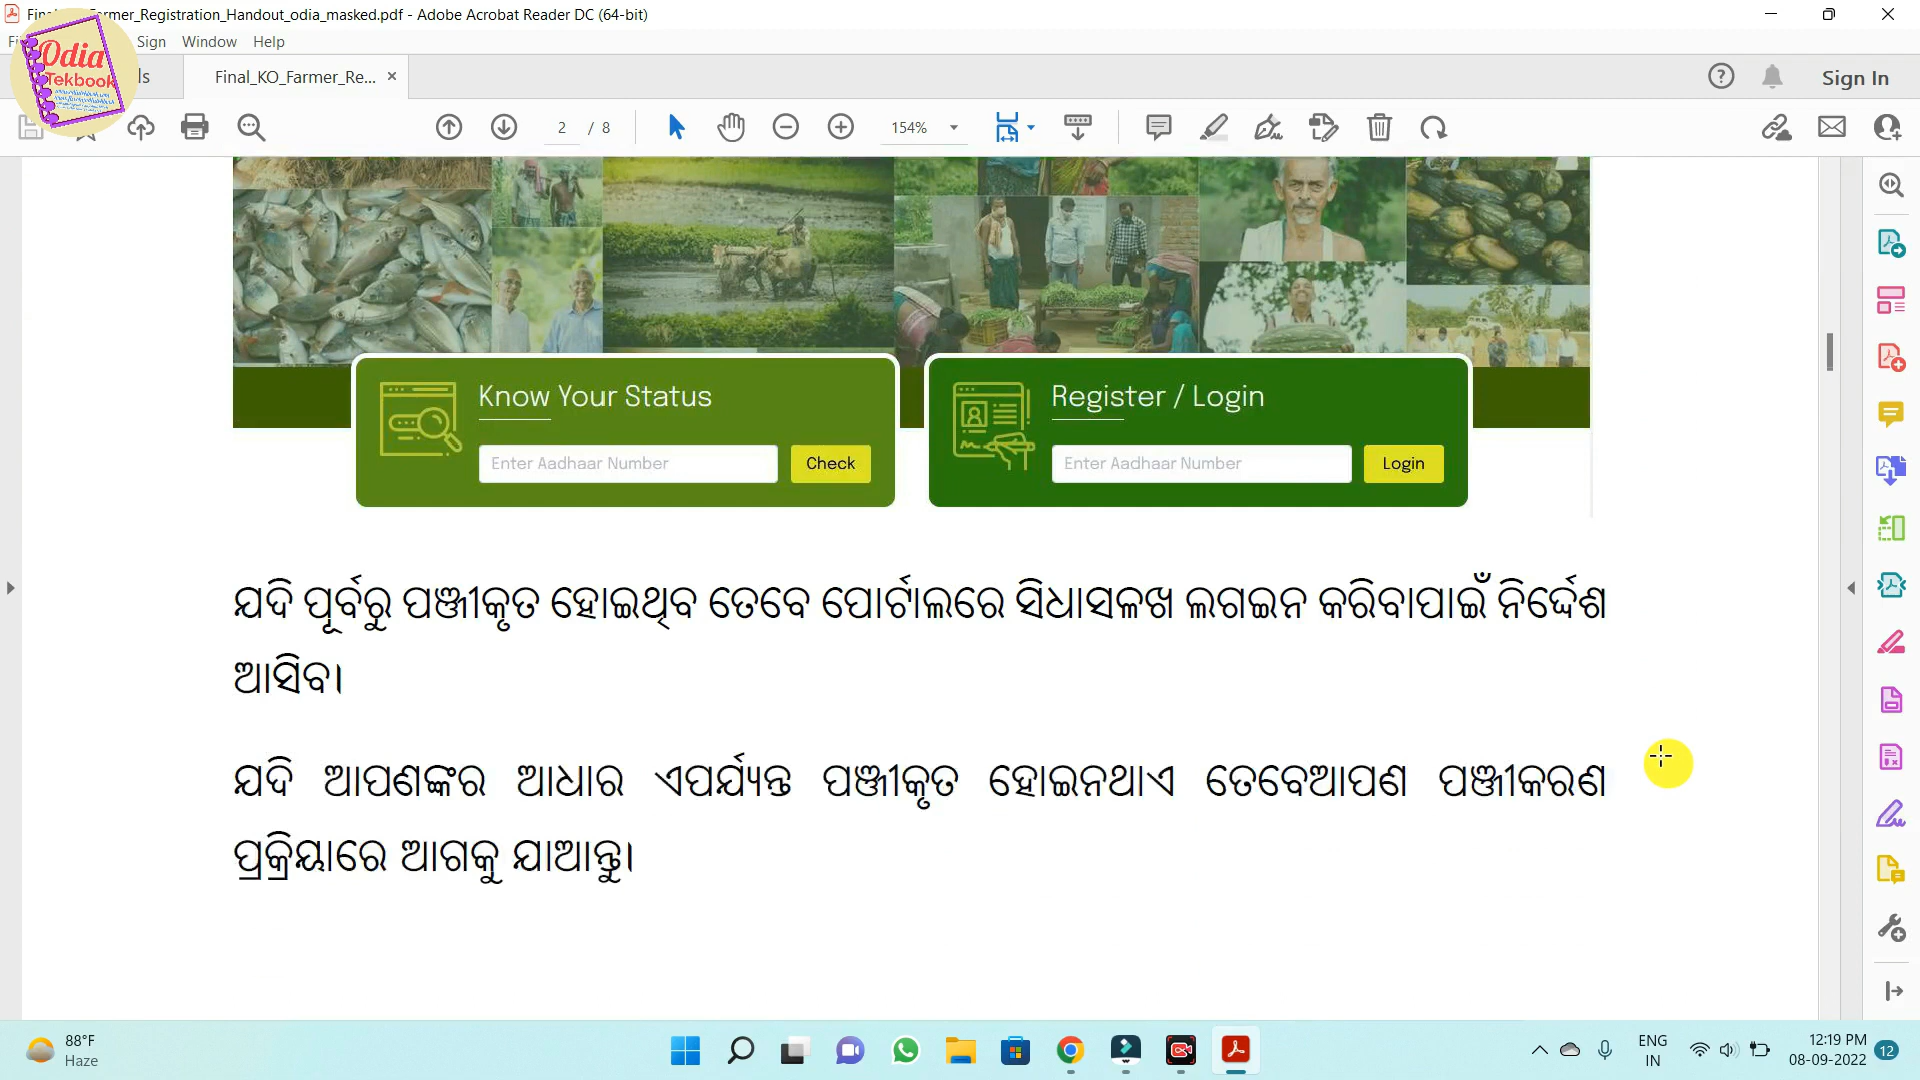 Final_KO_Farmer_Registration_Handout_odia_masked.pdf - Adobe Acrobat Reader DC (64-bit)
Sign Window Help
Odia
Tekbook
Final_KO_Farmer_Re... ×
Sign In
2 / 8
154%
Know Your Status
Enter Aadhaar Number
Check
Register / Login
Enter Aadhaar Number
Login
ଯଦି ପୂର୍ବରୁ ପଞ୍ଜୀକୃତ ହୋଇଥିବ ତେବେ ପୋର୍ଟାଲରେ ସିଧାସଳଖ ଲଗଇନ କରିବାପାଇଁ ନିର୍ଦ୍ଦେଶ
ଆସିବ।
ଯଦି ଆପଣଙ୍କର ଆଧାର ଏପର୍ଯ୍ୟନ୍ତ ପଞ୍ଜୀକୃତ ହୋଇନଥାଏ ତେବେଆପଣ ପଞ୍ଜୀକରଣ
ପ୍ରକ୍ରିୟାରେ ଆଗକୁ ଯାଆନ୍ତୁ।
88°F
Haze
ENG
IN
12:19 PM
08-09-2022
12